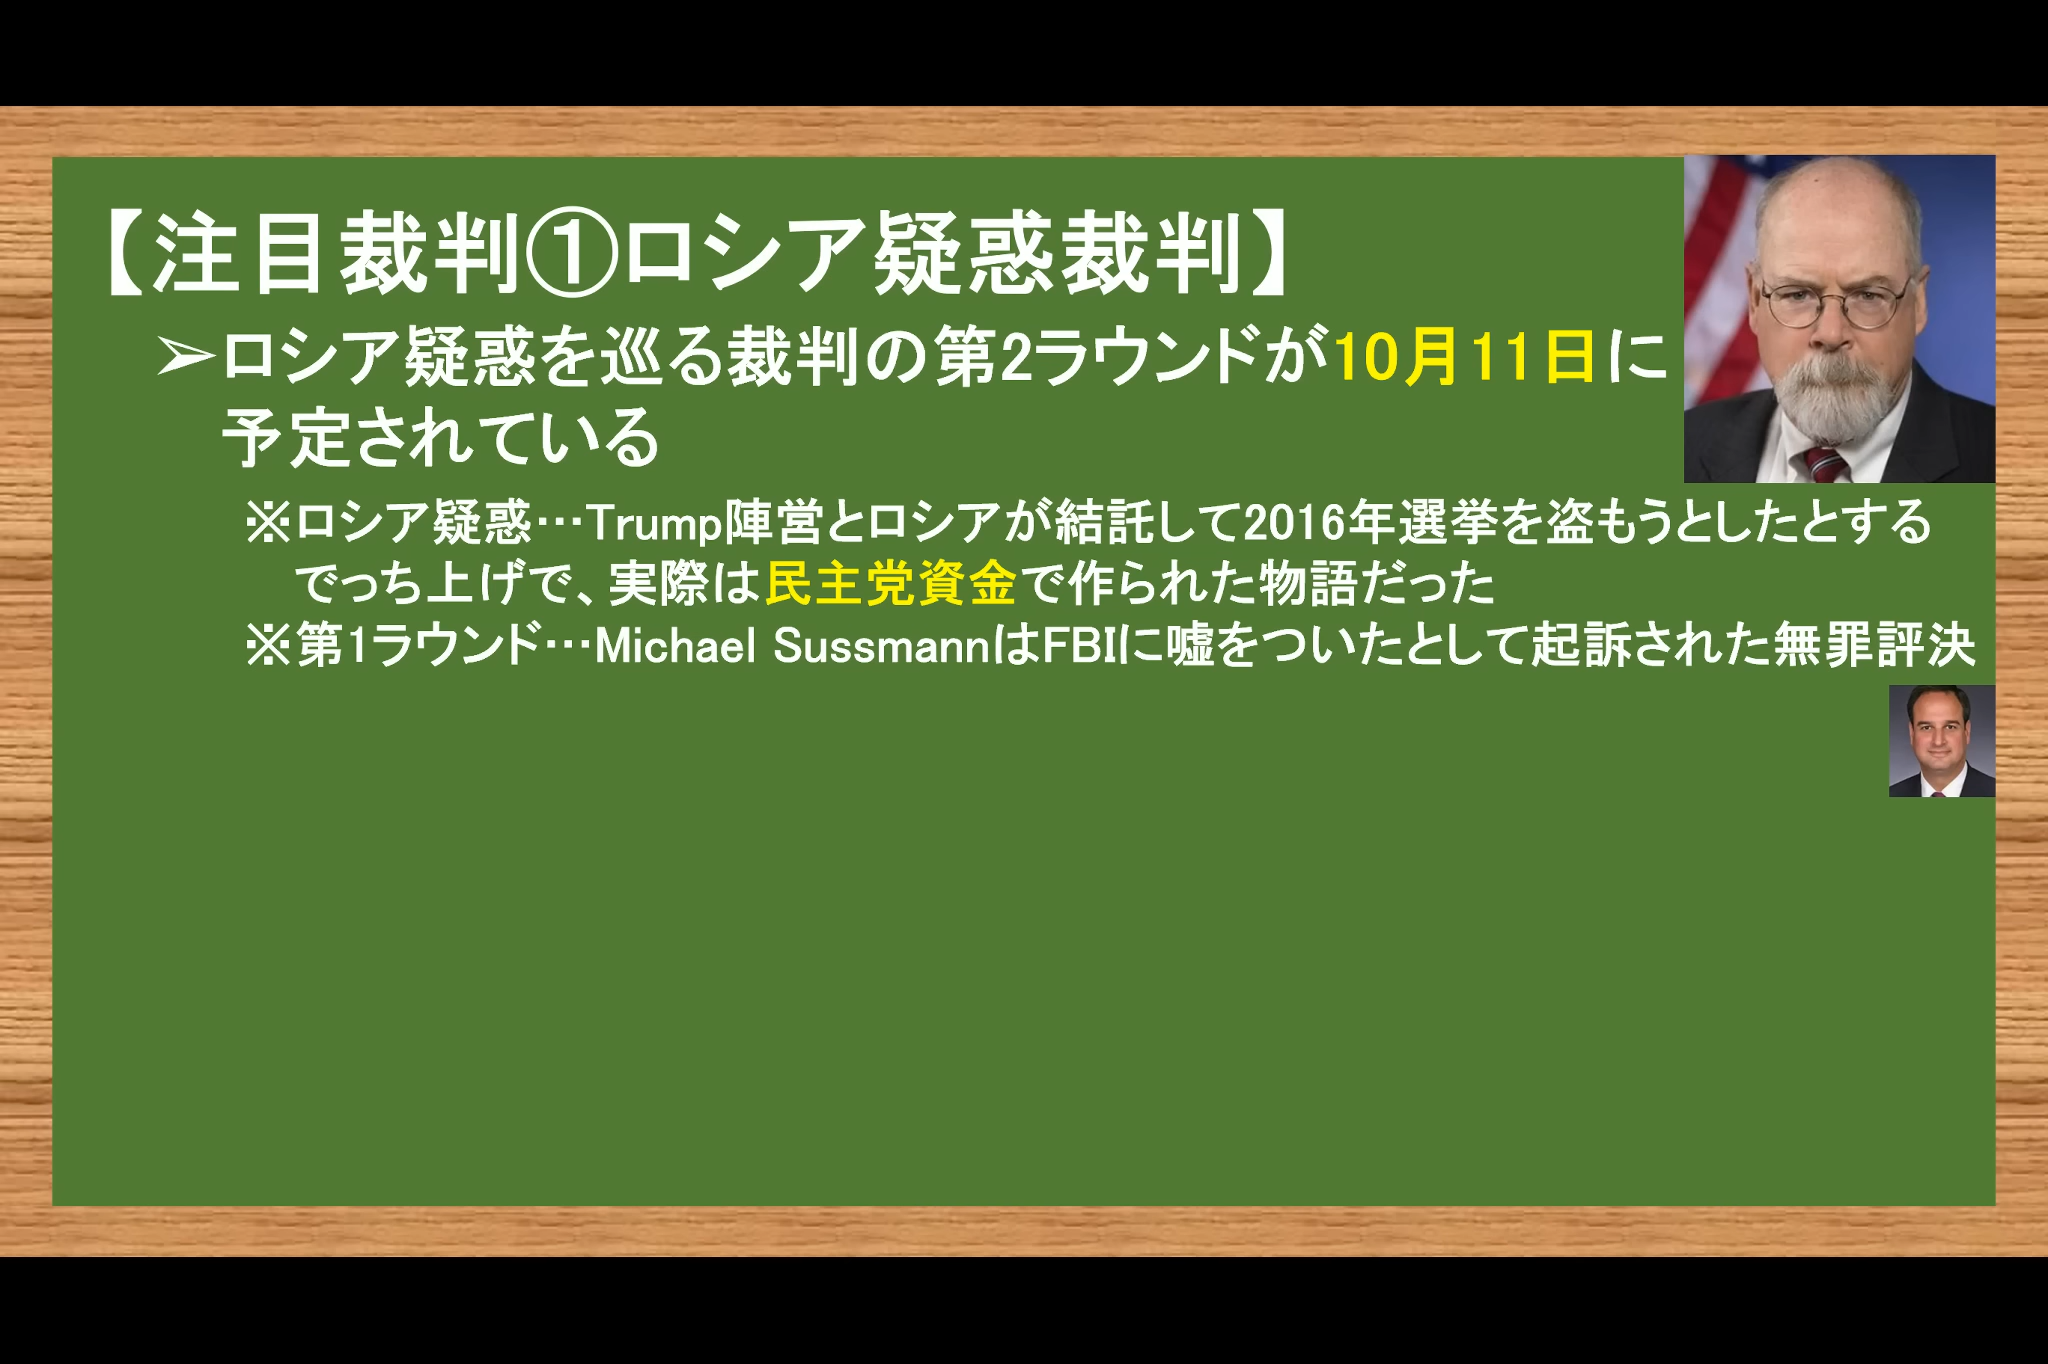 【注目裁判①ロシア疑惑裁判】
➢ロシア疑惑を巡る裁判の第2ラウンドが10月11日に
予定されている
※ロシア疑惑…Trump陣営とロシアが結託して2016年選挙を盗もうとしたとする
でっち上げで、実際は民主党資金で作られた物語だった
※第1ラウンド…Michael SussmannはFBIに嘘をついたとして起訴された無罪評決